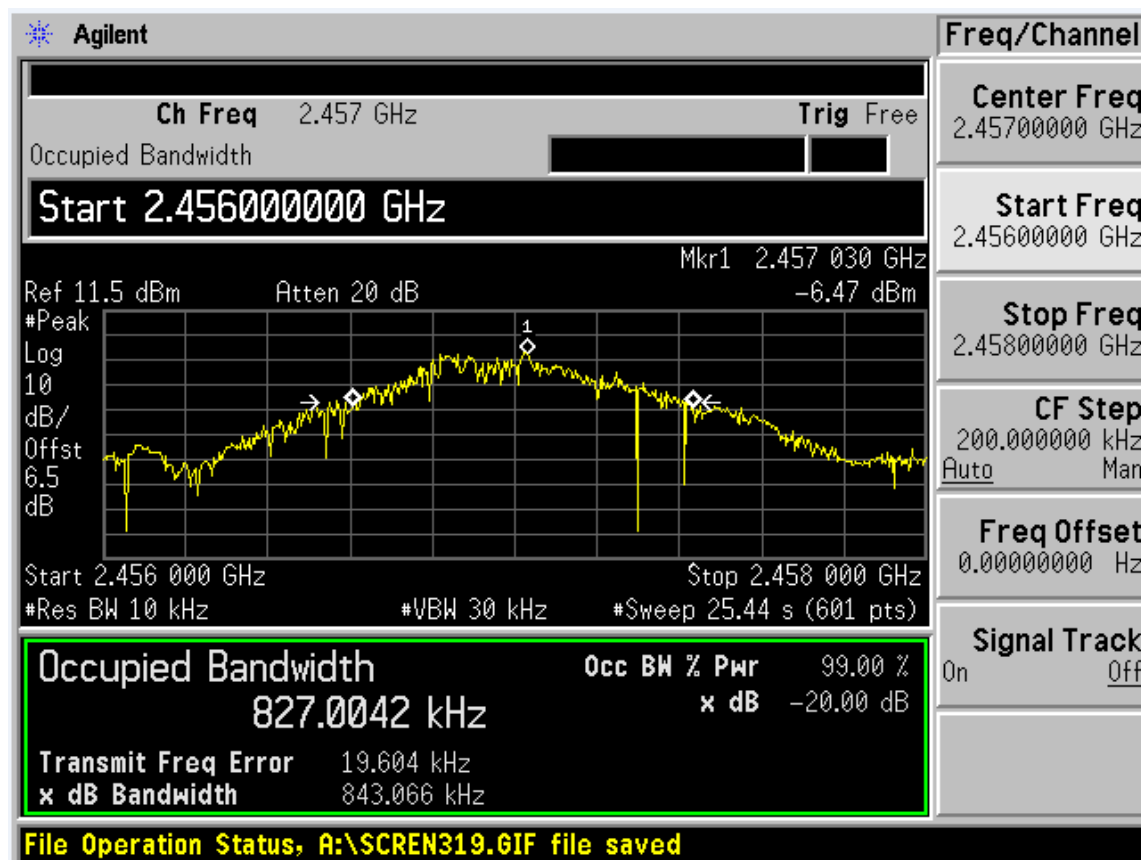 Agilent
Freq/Channel
Ch Freq 2.457 GHz Trig Free
Occupied Bandwidth
Start 2.456000000 GHz
Mkr1 2.457 030 GHz
Ref 11.5 dBm Atten 20 dB -6.47 dBm
#Peak
Log
10
dB/
Offst
6.5
dB
1
Start 2.456 000 GHz Stop 2.458 000 GHz
#Res BW 10 kHz #VBW 30 kHz #Sweep 25.44 s (601 pts)
Occupied Bandwidth
827.0042 kHz
Occ BW % Pwr 99.00 %
x dB -20.00 dB
Transmit Freq Error 19.604 kHz
x dB Bandwidth 843.066 kHz
Center Freq
2.45700000 GHz
Start Freq
2.45600000 GHz
Stop Freq
2.45800000 GHz
CF Step
200.000000 kHz
Auto Man
Freq Offset
0.00000000 Hz
Signal Track
On Off
File Operation Status, A:\SCREN319.GIF file saved